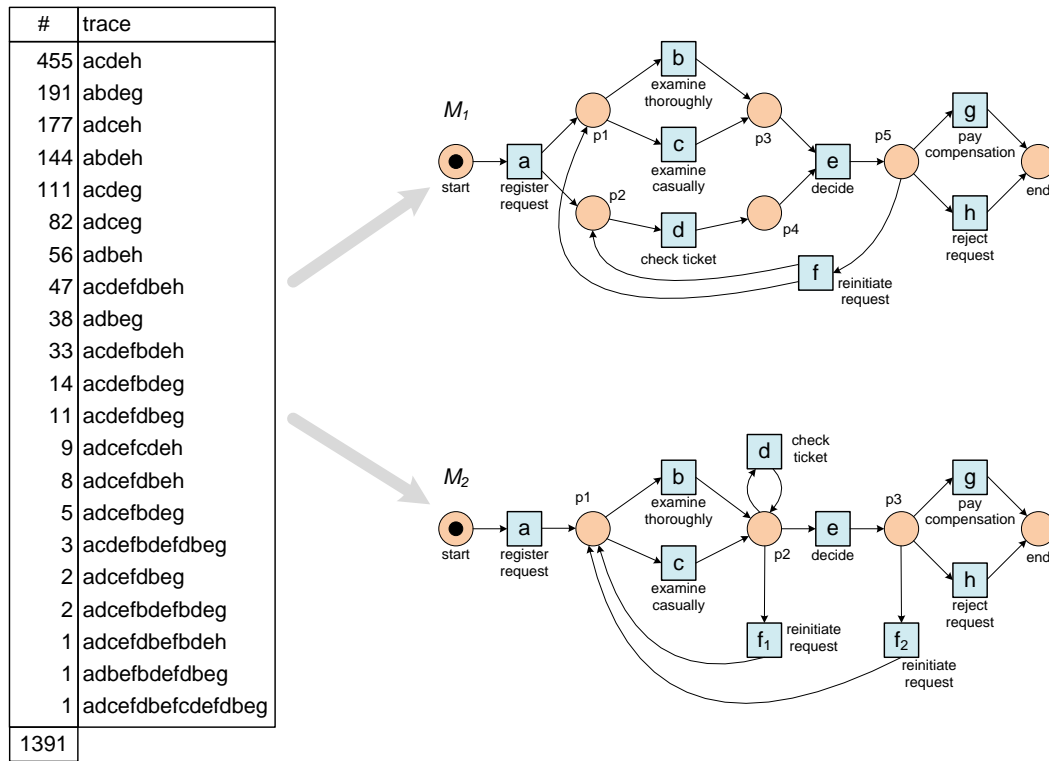 # trace
455 acdeh
191 abdeg
177 adceh
144 abdeh
111 acdeg
82 adceg
56 adbeh
47 acdefdbeh
38 adbeg
33 acdefbdeh
14 acdefbdeg
11 acdefdbeg
9 adcefcdeh
8 adcefdbeh
5 adcefbdeg
3 acdefbdefdbeg
2 adcefdbeg
2 adcefbdefbdeg
1 adcefdbefbdeh
1 adbefbdefdbeg
1 adcefdbefcdefdbeg
1391
M1
start
a
register
request
p1
p2
b
examine
thoroughly
c
examine
casually
d
check ticket
p3
p4
e
decide
p5
f
reinitiate
request
g
pay
compensation
h
reject
request
end
M2
start
a
register
request
p1
b
examine
thoroughly
c
examine
casually
d
check
ticket
p2
e
decide
p3
f1
reinitiate
request
f2
reinitiate
request
g
pay
compensation
h
reject
request
end